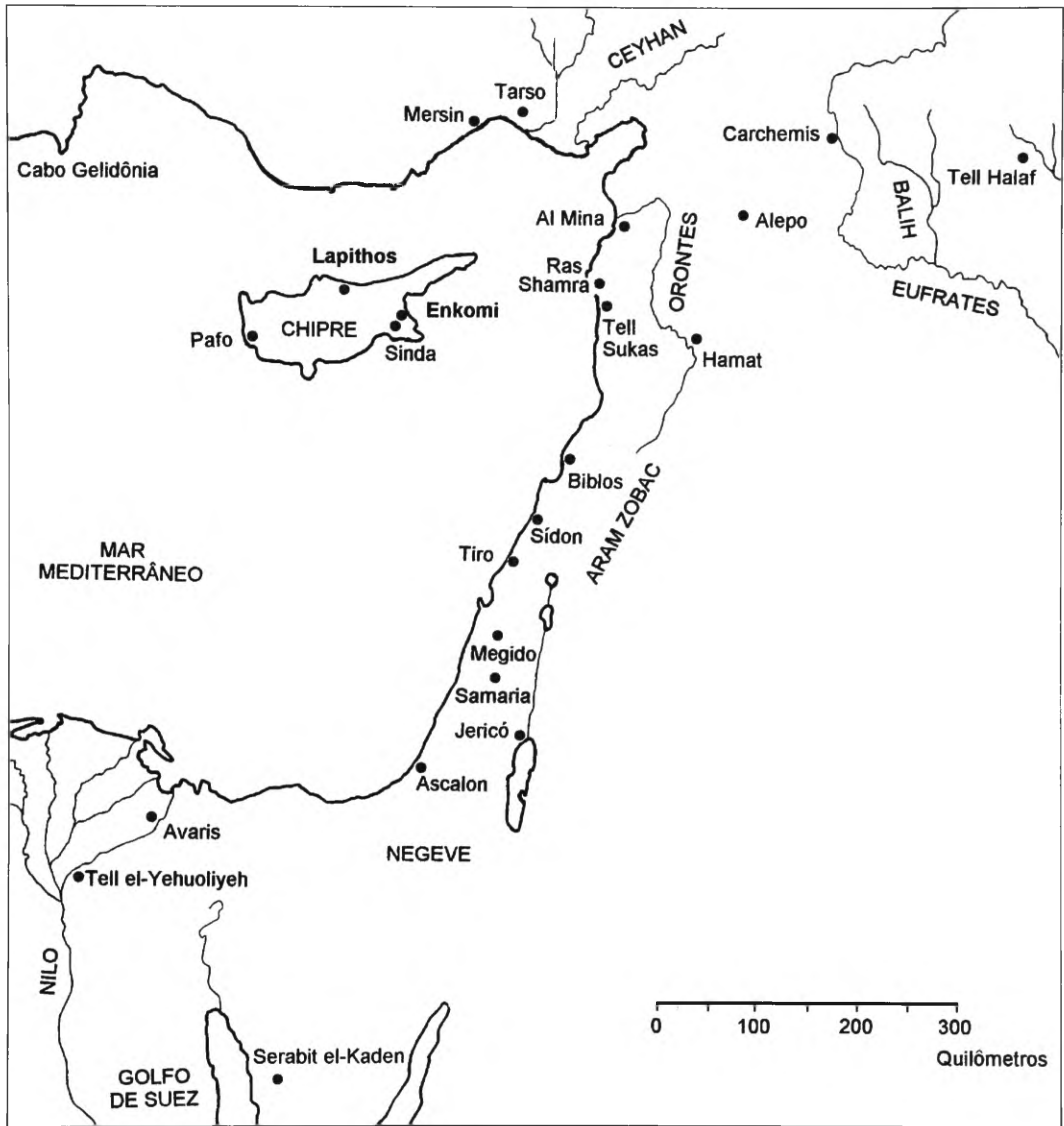 CEYHAN
Tarso
Mersin
Carchemis
Cabo Gelidônia
Tell Halaf
BALIH
Al Mina
Alepo
ORONTES
Lapithos
Ras
Shamra
EUFRATES
Enkomi
CHIPRE
Tell
Sukas
Pafo
Sinda
Hamat
Biblos
ARAM ZOBAC
Sídon
MAR
MEDITERRÂNEO
Tiro
Megido
Samaria
Jericó
Ascalon
Avaris
NEGEVE
Tell el-Yehuoliyeh
NILO
0 100 200 300
Quilômetros
Serabit el-Kaden
GOLFO
DE SUEZ